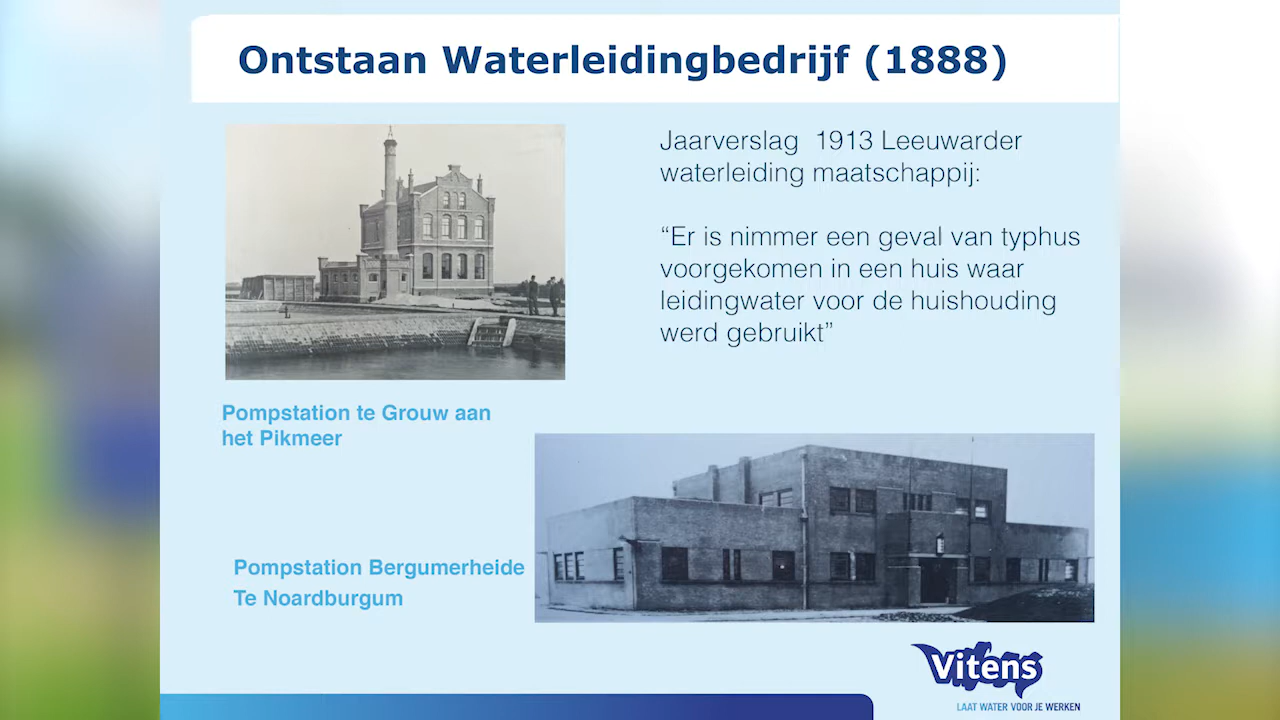 Ontstaan Waterleidingbedrijf (1888)
Jaarverslag  1913 Leeuwarder
waterleiding maatschappij:
“Er is nimmer een geval van typhus
voorgekomen in een huis waar
leidingwater voor de huishouding
werd gebruikt”
Pompstation te Grouw aan
het Pikmeer
Pompstation Bergumerheide
Te Noardburgum
Vitens
LAAT WATER VOOR JE WERKEN